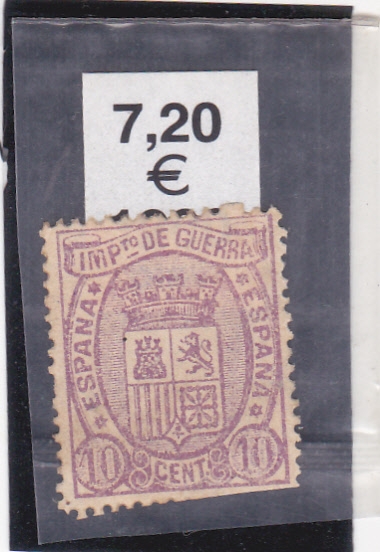 7,20
€
IMPTO DE GUERRA
ESPAÑA
ESPAÑA
10 CENT. 10